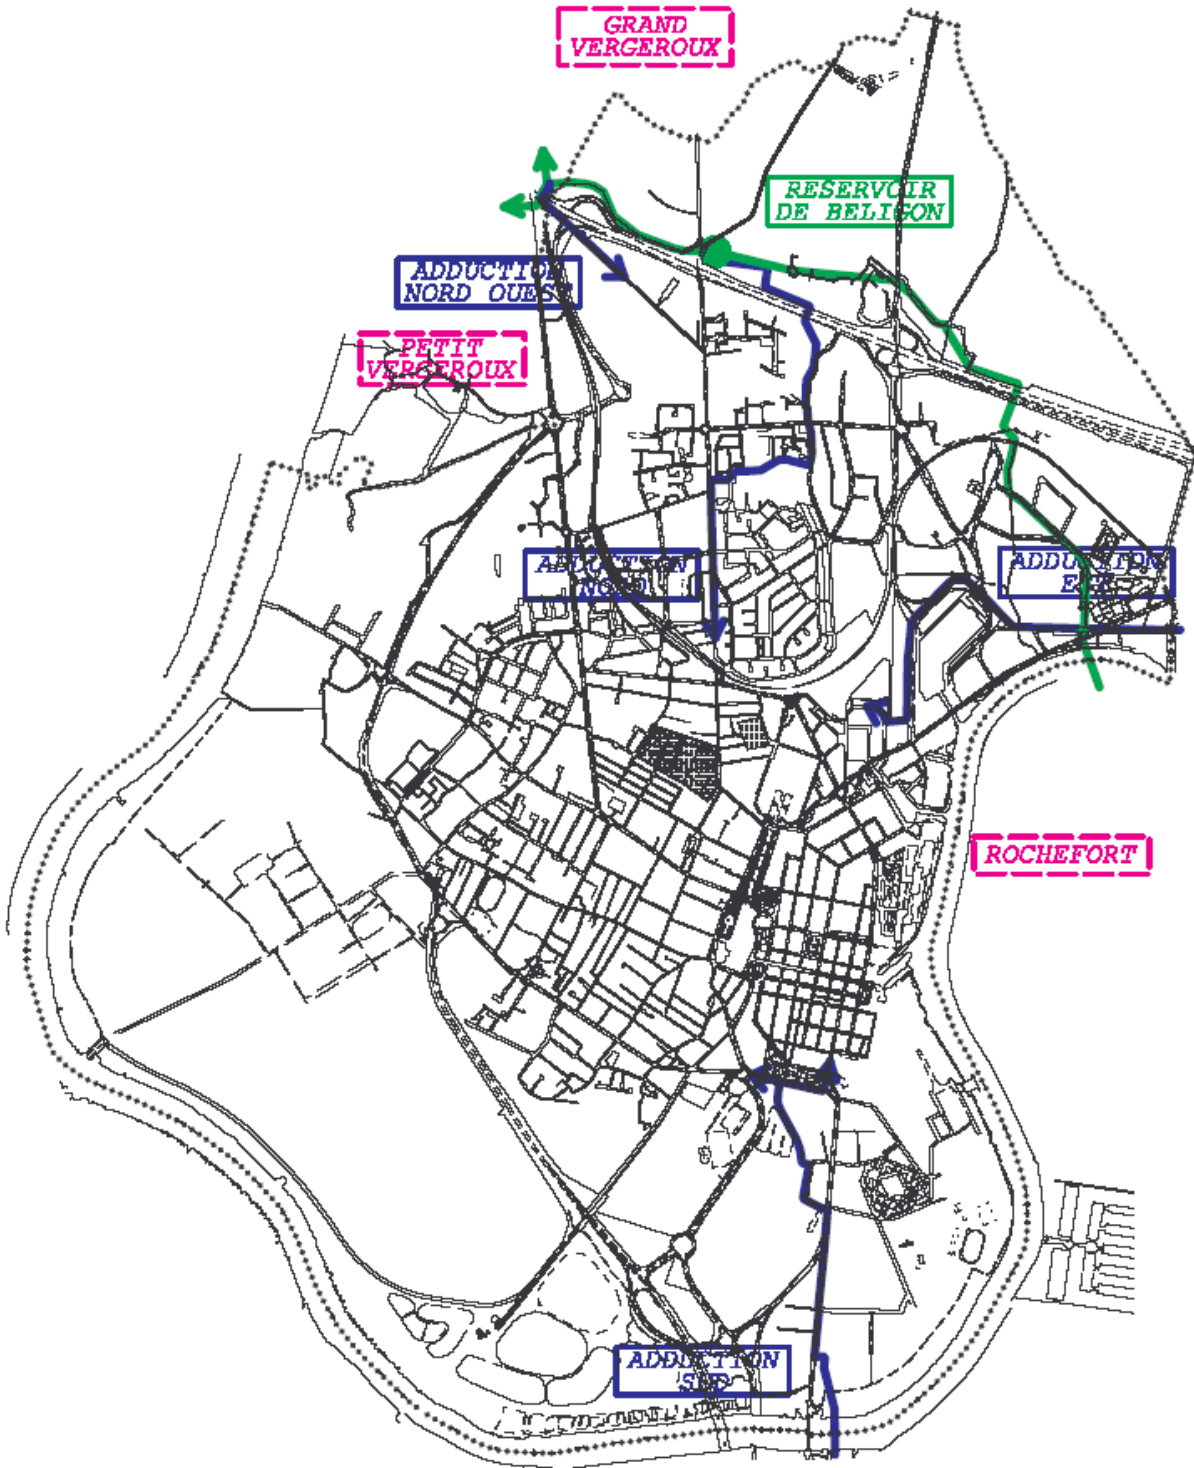 GRAND
VERGEROUX
RESERVOIR
DE BELIGON
ADDUCTION
NORD OUEST
PETIT
VERGEROUX
ADDUCTION
NORD
ADDUCTION
EST
ROCHEFORT
ADDUCTION
SUD